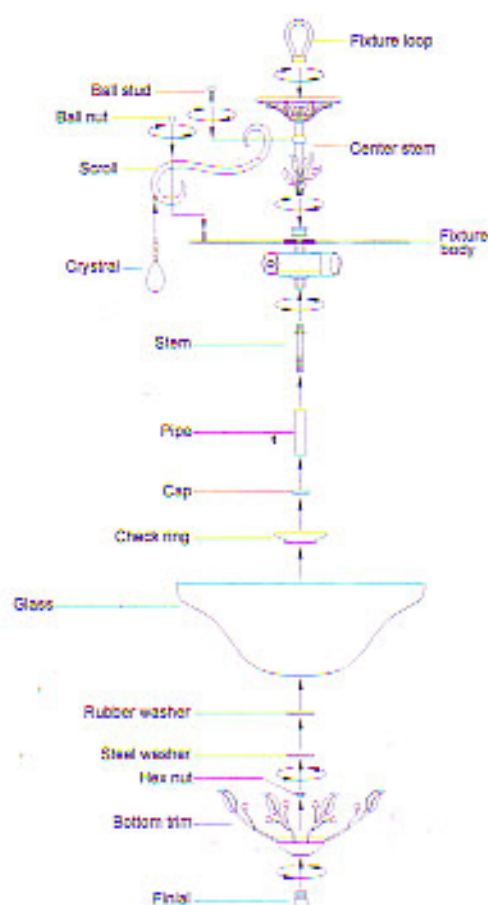 Fixture loop
Ball stud
Ball nut
Center stem
Scroll
Fixture
body
Crystral
Stem
Pipe
Cap
Check ring
Glass
Rubber washer
Steel washer
Hex nut
Bottom trim
Finial